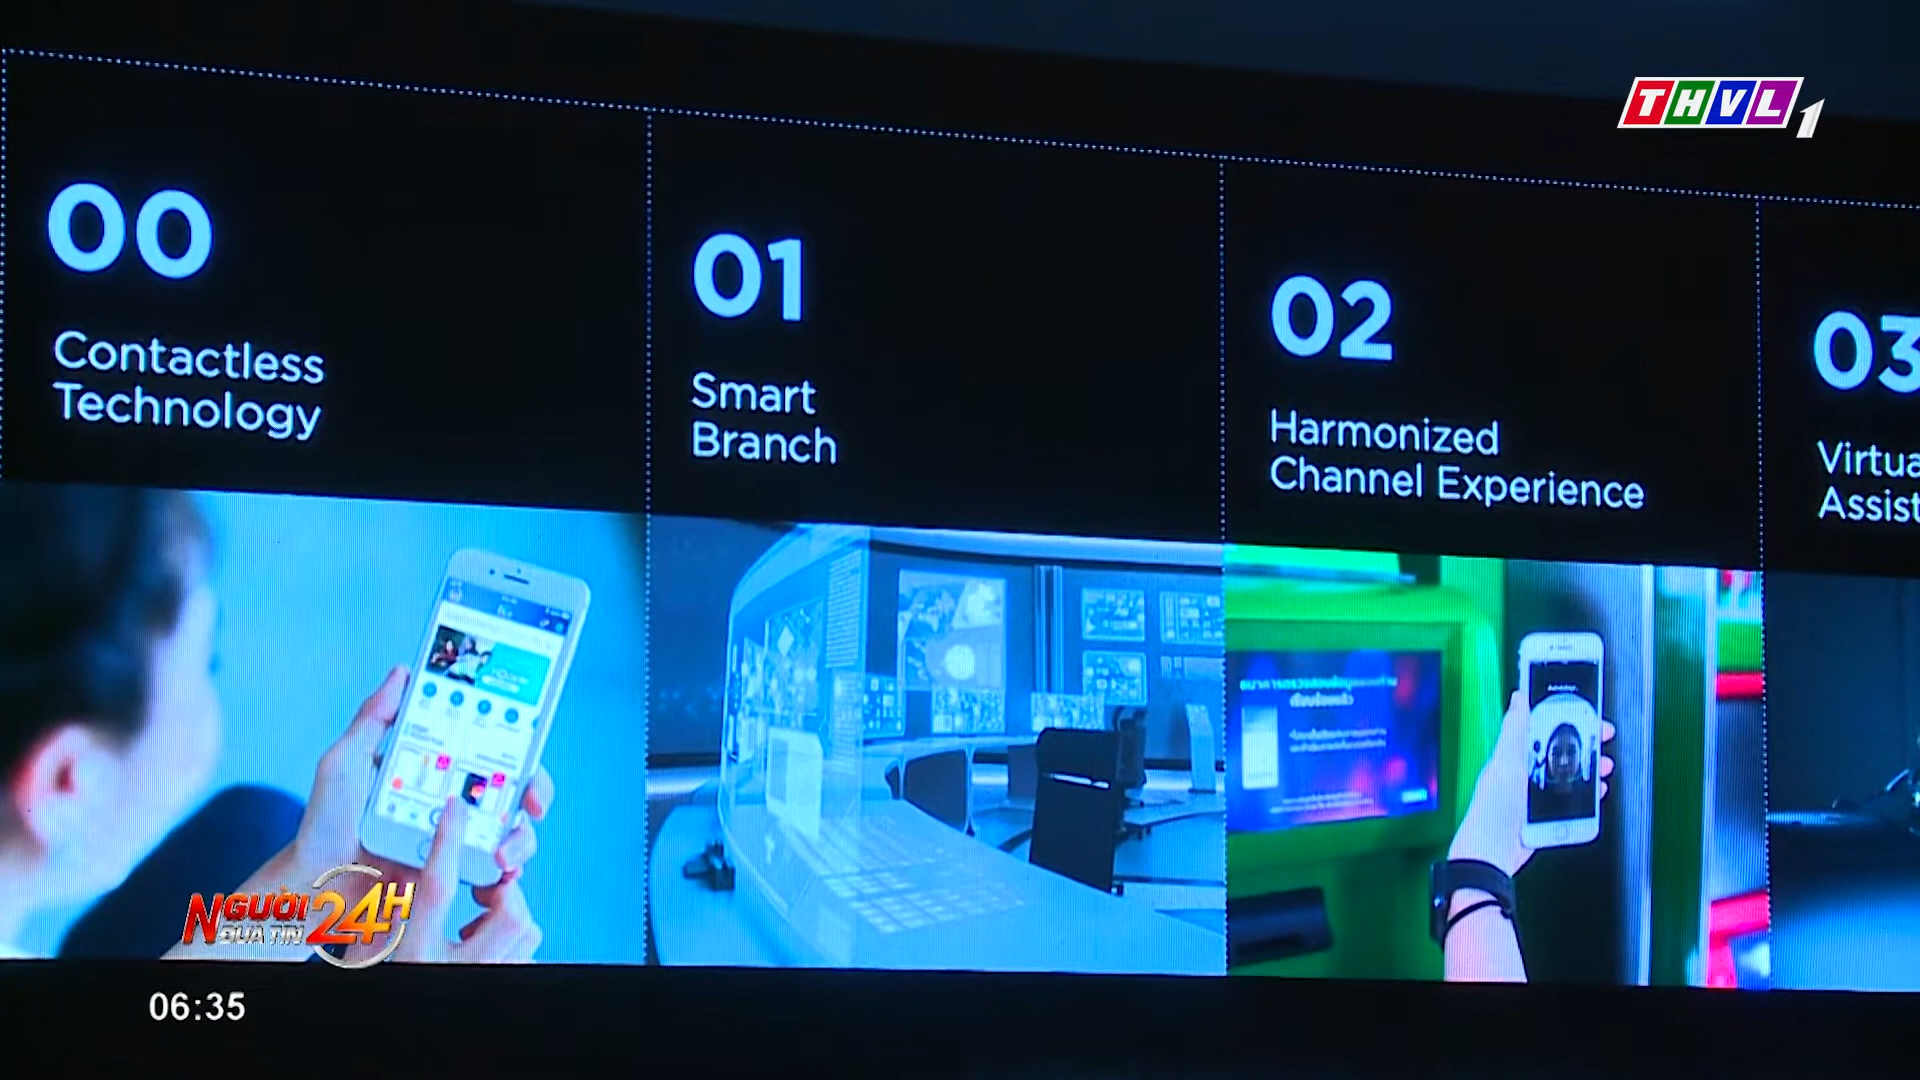 THVL1
00
Contactless
Technology
01
Smart
Branch
02
Harmonized
Channel Experience
03
NGƯỜI
ĐƯA TIN
24H
06:35